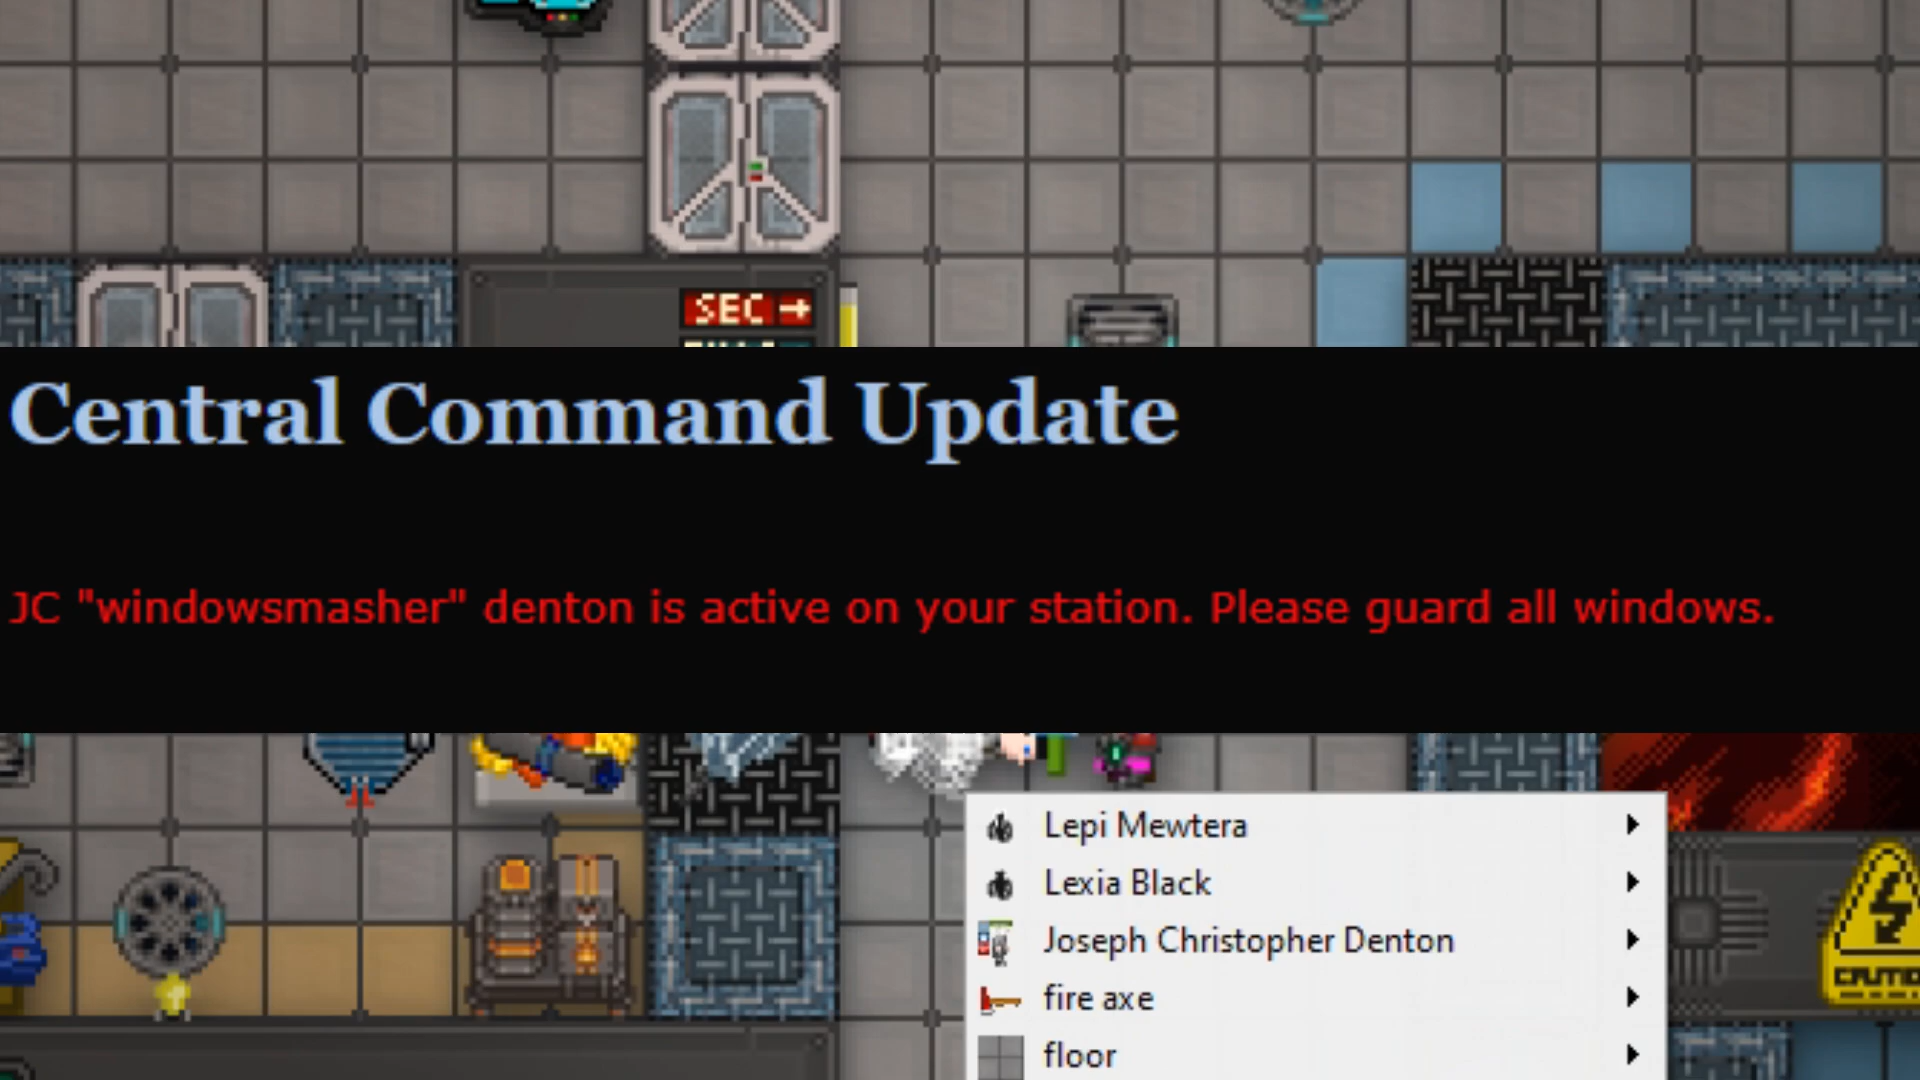 SEC →
Central Command Update
JC "windowsmasher" denton is active on your station. Please guard all windows.
Lepi Mewtera
Lexia Black
Joseph Christopher Denton
fire axe
floor